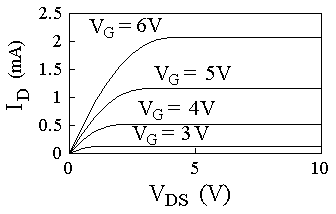 2.5
V_G = 6V
2
I_D (mA)
1.5
V_G = 5V
1
V_G = 4V
0.5
V_G = 3V
0
0 5 10
V_DS (V)